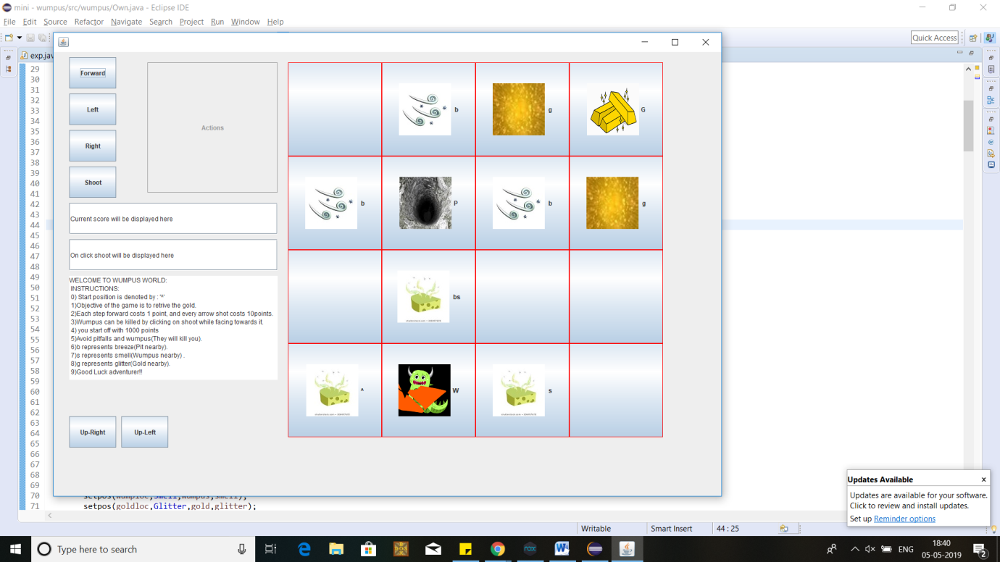 mini - wumpus/src/wumpus/Own.java - Eclipse IDE
File Edit Source Refactor Navigate Search Project Run Window Help
Quick Access
exp.jav
29
30
31
32
33
34
35
36
37
38
39
40
41
42
43
44
45
46
47
48
49
50
51
52
53
54
55
56
57
58
59
60
61
62
63
64
65
66
67
68
69
70
71
Forward
Left
Right
Shoot
Actions
Current score will be displayed here
On click shoot will be displayed here
WELCOME TO WUMPUS WORLD:
INSTRUCTIONS:
0) Start position is denoted by : '^'
1)Objective of the game is to retrive the gold.
2)Each step forward costs 1 point, and every arrow shot costs 10points.
3)Wumpus can be killed by clicking on shoot while facing towards it.
4) you start off with 1000 points
5)Avoid pitfalls and wumpus(They will kill you).
6)b represents breeze(Pit nearby).
7)s represents smell(Wumpus nearby) .
8)g represents glitter(Gold nearby).
9)Good Luck adventurer!!
Up-Right Up-Left
b g G
b P b g
bs
^ W s
setpos(wumploc,Smell,wumpus,smell);
setpos(goldloc,Glitter,gold,glitter);
Updates Available x
Updates are available for your software.
Click to review and install updates.
Set up Reminder options
Writable Smart Insert 44 : 25
Type here to search
nox
W
ENG
18:40
05-05-2019
2